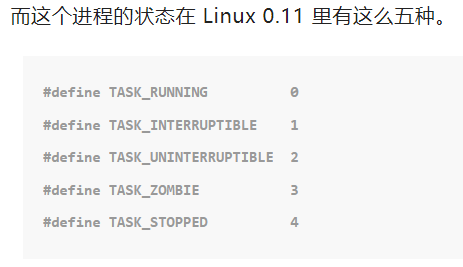 而这个进程的状态在 Linux 0.11 里有这么五种。
#define TASK_RUNNING 0
#define TASK_INTERRUPTIBLE 1
#define TASK_UNINTERRUPTIBLE 2
#define TASK_ZOMBIE 3
#define TASK_STOPPED 4